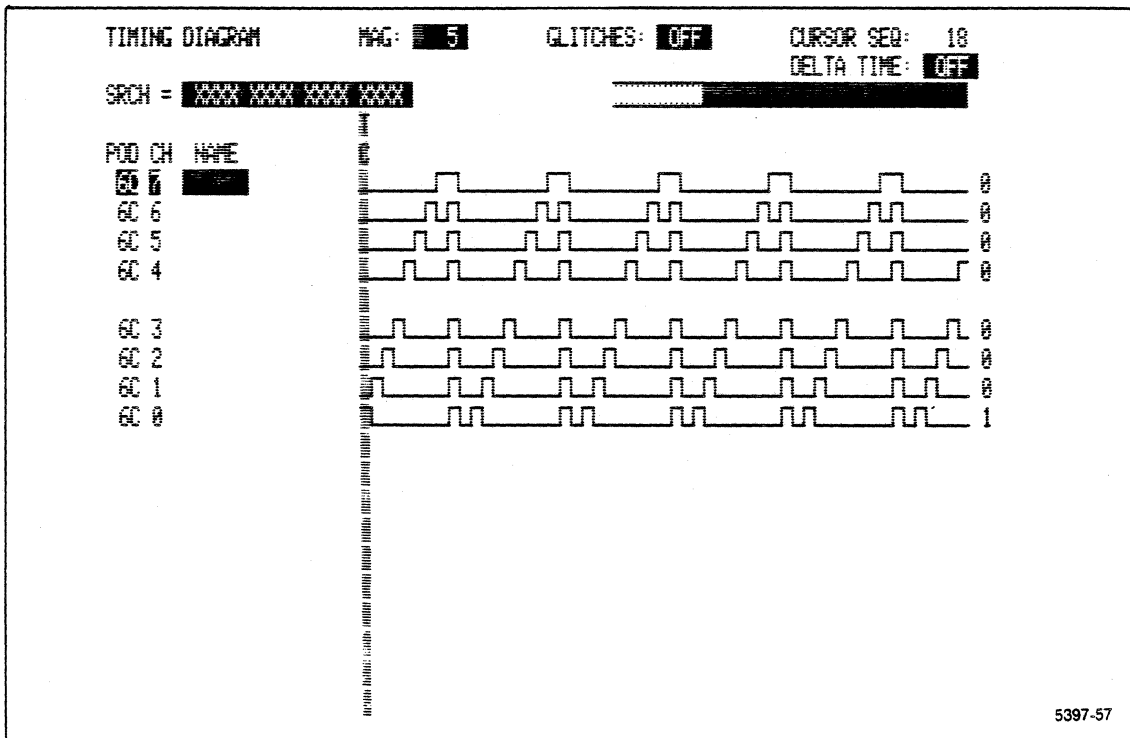 TIMING DIAGRAM MAG: 5 GLITCHES: OFF CURSOR SEQ: 18
DELTA TIME: OFF
SRCH = XXXX XXXX XXXX XXXX
T
POD CH NAME C
6C 7 0
6C 6 0
6C 5 0
6C 4 0
6C 3 0
6C 2 0
6C 1 0
6C 0 1
5397-57